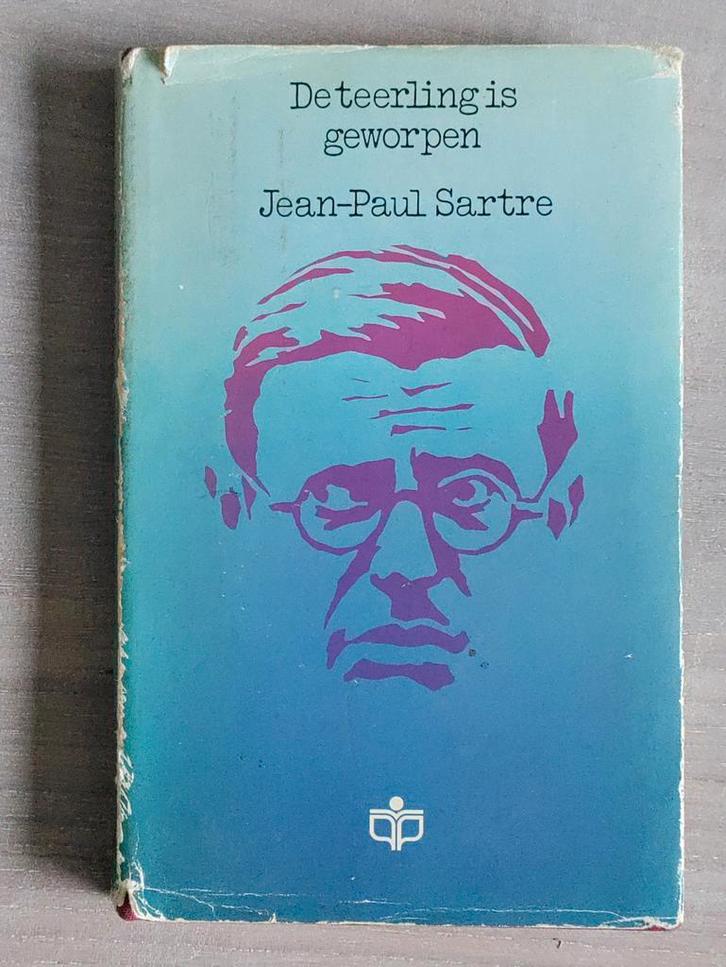 De teerling is
geworpen
Jean-Paul Sartre